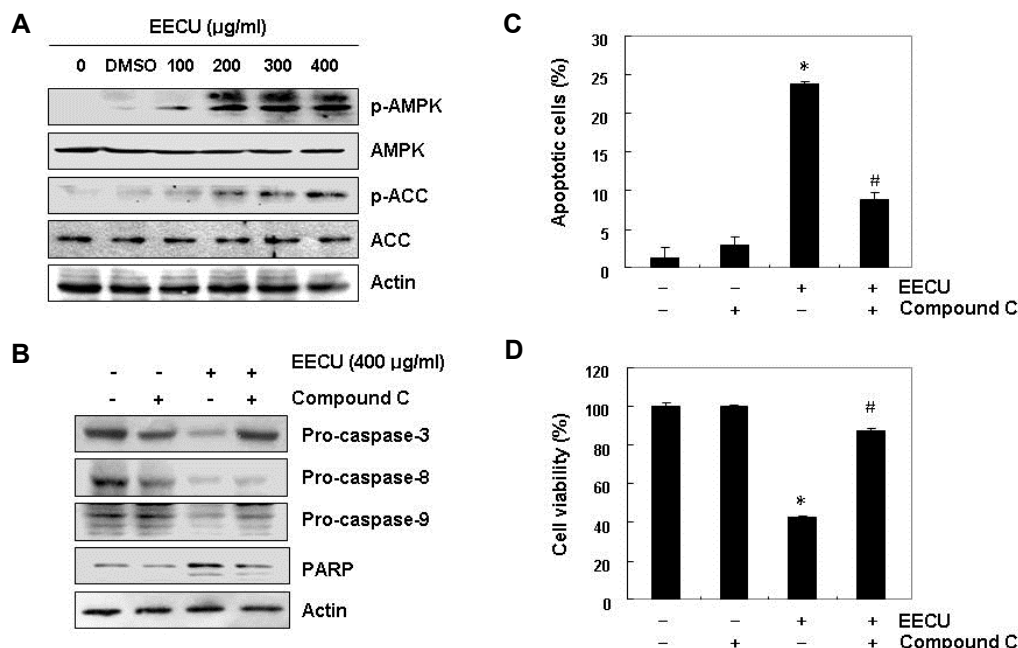 A
EECU (µg/ml)
0 DMSO 100 200 300 400
p-AMPK
AMPK
p-ACC
ACC
Actin
B
- - + + EECU (400 µg/ml)
- + - + Compound C
Pro-caspase-3
Pro-caspase-8
Pro-caspase-9
PARP
Actin
C
Apoptotic cells (%)
30
25
20
15
10
5
0
*
#
– – + + EECU
– + – + Compound C
D
Cell viability (%)
120
100
80
60
40
20
0
*
#
– – + + EECU
– + – + Compound C